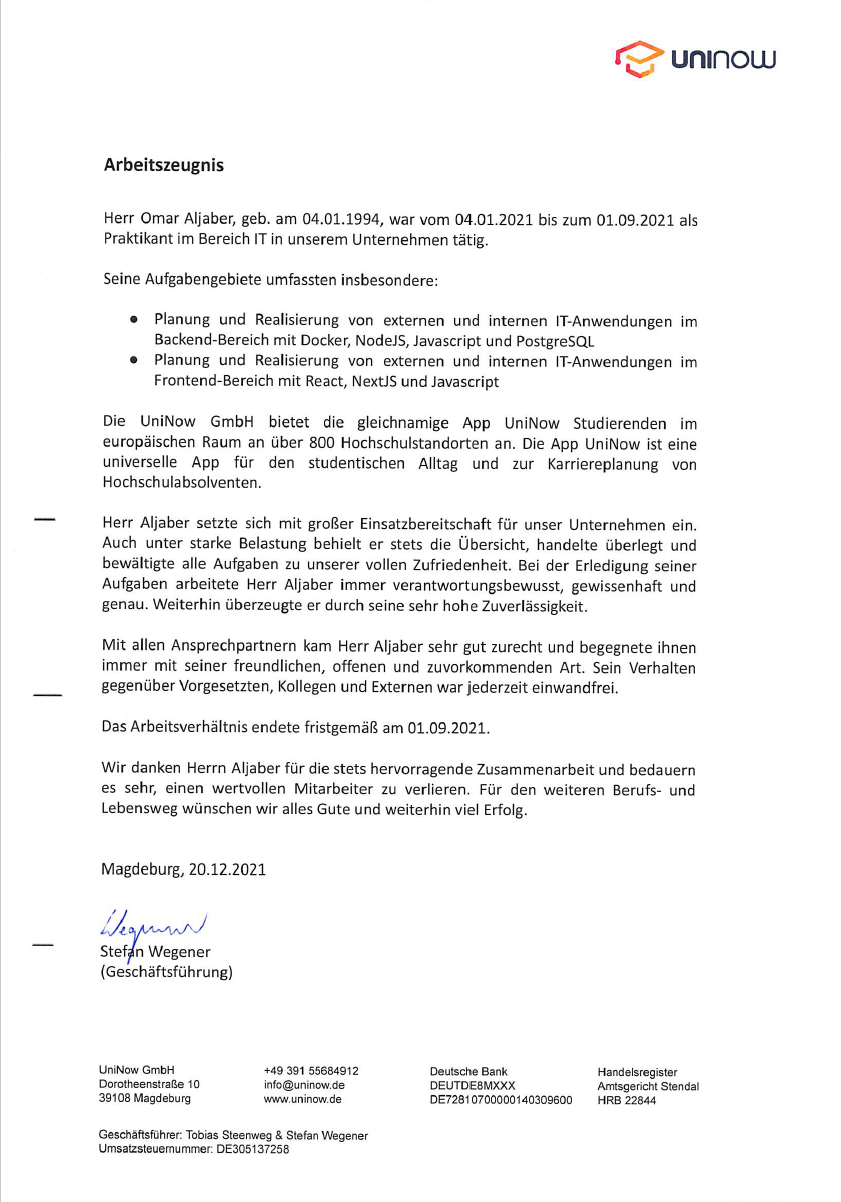 UNINOW
Arbeitszeugnis
Herr Omar Aljaber, geb. am 04.01.1994, war vom 04.01.2021 bis zum 01.09.2021 als
Praktikant im Bereich IT in unserem Unternehmen tätig.
Seine Aufgabengebiete umfassten insbesondere:
● Planung und Realisierung von externen und internen IT-Anwendungen im
Backend-Bereich mit Docker, NodeJS, Javascript und PostgreSQL
● Planung und Realisierung von externen und internen IT-Anwendungen im
Frontend-Bereich mit React, NextJS und Javascript
Die UniNow GmbH bietet die gleichnamige App UniNow Studierenden im
europäischen Raum an über 800 Hochschulstandorten an. Die App UniNow ist eine
universelle App für den studentischen Alltag und zur Karriereplanung von
Hochschulabsolventen.
Herr Aljaber setzte sich mit großer Einsatzbereitschaft für unser Unternehmen ein.
Auch unter starke Belastung behielt er stets die Übersicht, handelte überlegt und
bewältigte alle Aufgaben zu unserer vollen Zufriedenheit. Bei der Erledigung seiner
Aufgaben arbeitete Herr Aljaber immer verantwortungsbewusst, gewissenhaft und
genau. Weiterhin überzeugte er durch seine sehr hohe Zuverlässigkeit.
Mit allen Ansprechpartnern kam Herr Aljaber sehr gut zurecht und begegnete ihnen
immer mit seiner freundlichen, offenen und zuvorkommenden Art. Sein Verhalten
gegenüber Vorgesetzten, Kollegen und Externen war jederzeit einwandfrei.
Das Arbeitsverhältnis endete fristgemäß am 01.09.2021.
Wir danken Herrn Aljaber für die stets hervorragende Zusammenarbeit und bedauern
es sehr, einen wertvollen Mitarbeiter zu verlieren. Für den weiteren Berufs- und
Lebensweg wünschen wir alles Gute und weiterhin viel Erfolg.
Magdeburg, 20.12.2021
Wegener
Stefan Wegener
(Geschäftsführung)
UniNow GmbH
Dorotheenstraße 10
39108 Magdeburg
+49 391 55684912
info@uninow.de
www.uninow.de
Deutsche Bank
DEUTDE8MXXX
DE72810700000140309600
Handelsregister
Amtsgericht Stendal
HRB 22844
Geschäftsführer: Tobias Steenweg & Stefan Wegener
Umsatzsteuernummer: DE305137258